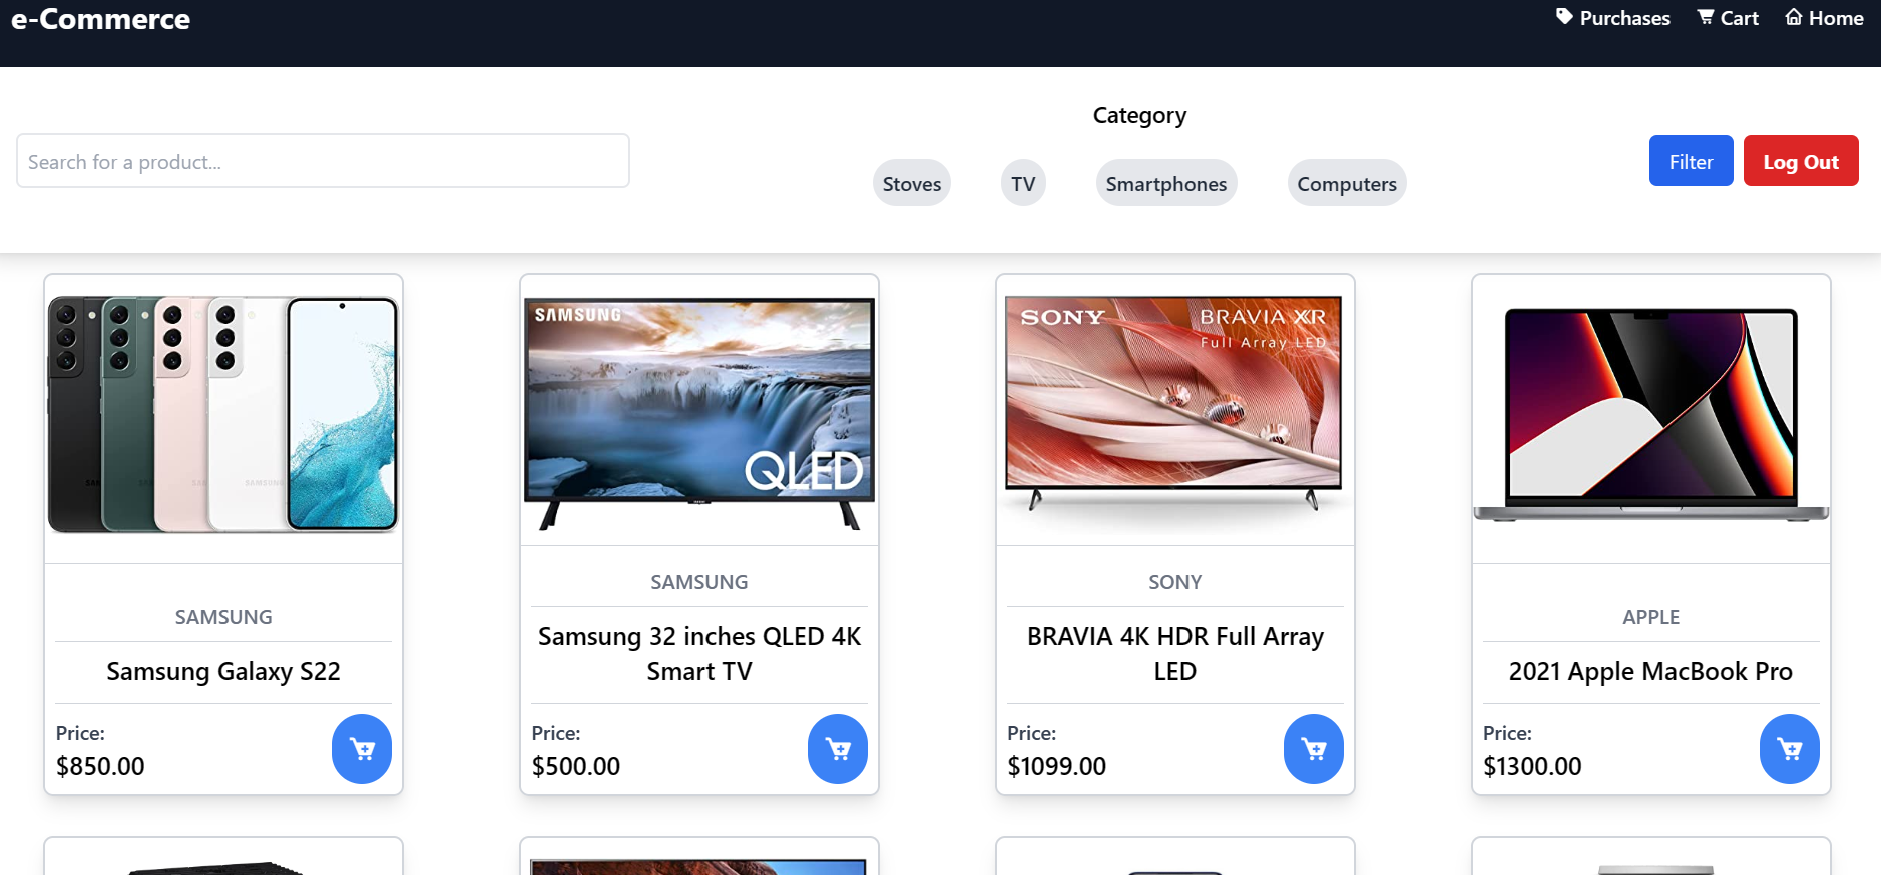 e-Commerce
Purchases
Cart
Home
Search for a product...
Category
Stoves
TV
Smartphones
Computers
Filter
Log Out
SAMSUNG
SAMSUNG
Samsung Galaxy S22
Price:
$850.00
SAMSUNG
QLED
SAMSUNG
Samsung 32 inches QLED 4K
Smart TV
Price:
$500.00
SONY
BRAVIA XR
Full Array LED
SONY
BRAVIA 4K HDR Full Array
LED
Price:
$1099.00
APPLE
2021 Apple MacBook Pro
Price:
$1300.00